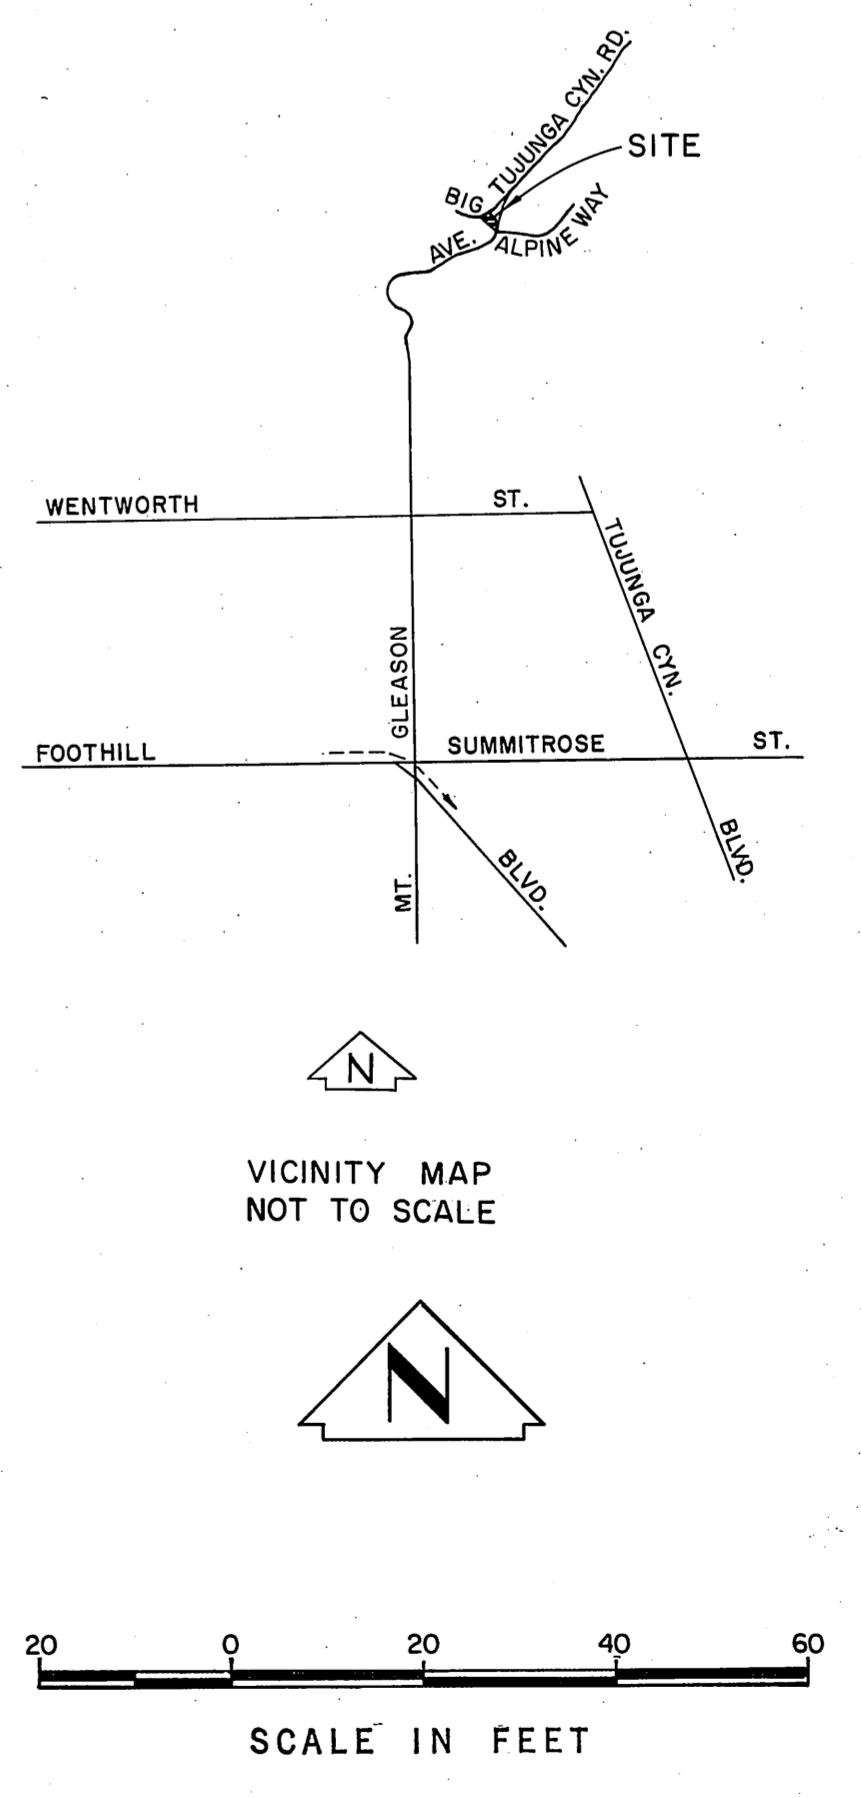 BIG TUJUNGA CYN. RD.
SITE
ALPINE WAY
AVE.
WENTWORTH ST.
TUJUNGA CYN.
GLEASON
FOOTHILL
SUMMITROSE ST.
BLVD.
BLVD.
MT.
N
VICINITY MAP
NOT TO SCALE
N
20 0 20 40 60
SCALE IN FEET